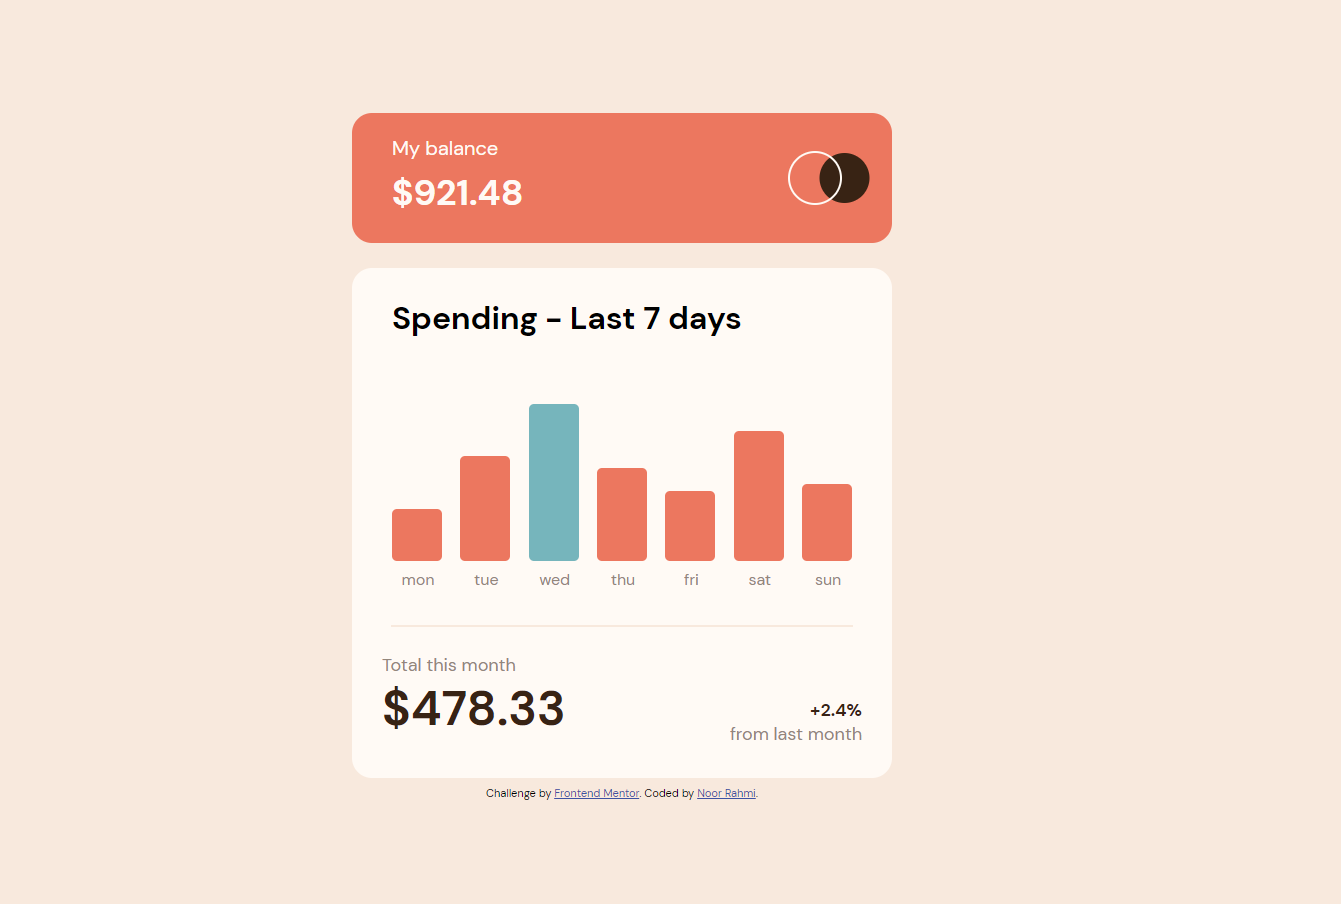 My balance
$921.48
Spending - Last 7 days
mon tue wed thu fri sat sun
Total this month
$478.33
+2.4%
from last month
Challenge by Frontend Mentor. Coded by Noor Rahmi.